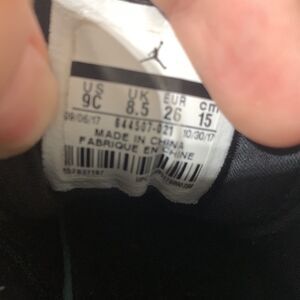 US UK EUR cm
9C 8.5 26 15
09/06/17 644507-021 10/30/17
MADE IN CHINA
FABRIQUE EN CHINE